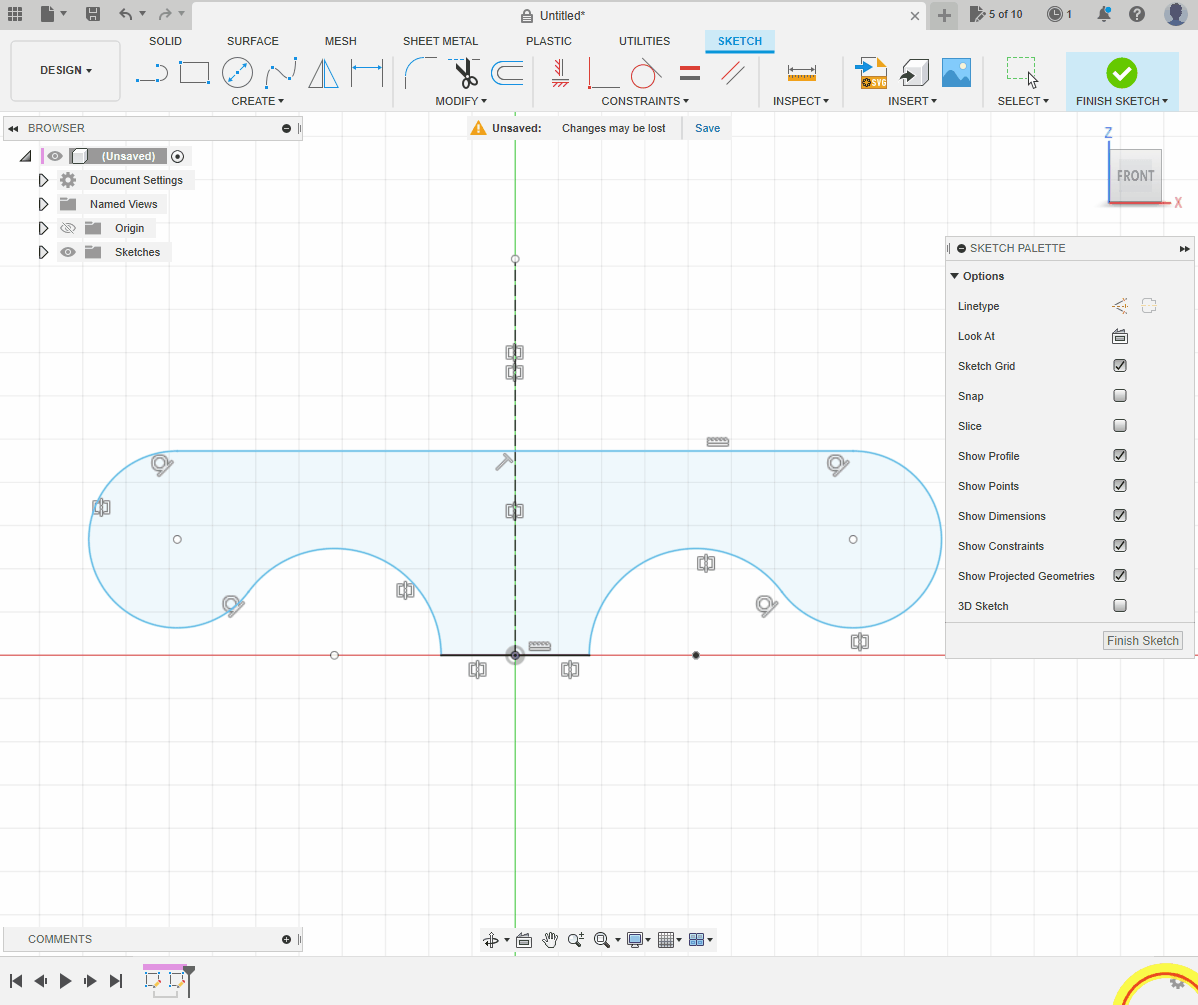 Untitled*
5 of 10
1
DESIGN
SOLID SURFACE MESH SHEET METAL PLASTIC UTILITIES SKETCH
SVG
CREATE MODIFY CONSTRAINTS INSPECT INSERT SELECT FINISH SKETCH
BROWSER
Unsaved: Changes may be lost Save
(Unsaved)
Document Settings
Named Views
Origin
Sketches
Z
FRONT
X
SKETCH PALETTE
Options
Linetype
Look At
Sketch Grid
Snap
Slice
Show Profile
Show Points
Show Dimensions
Show Constraints
Show Projected Geometries
3D Sketch
Finish Sketch
COMMENTS